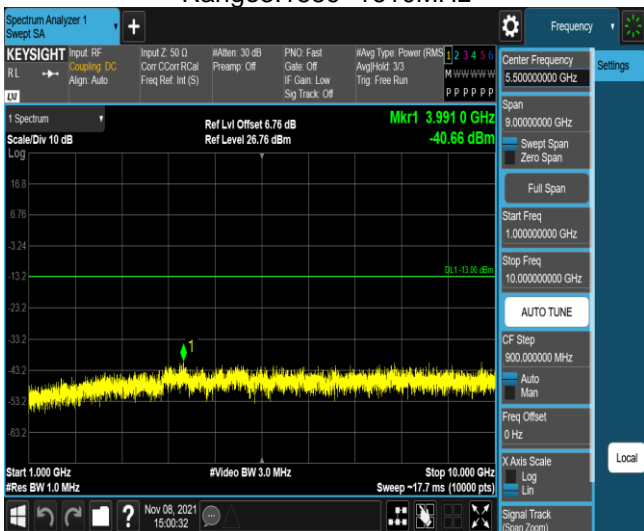 Spectrum Analyzer 1
Swept SA
Frequency
KEYSIGHT
Input: RF
Coupling: DC
Align: Auto
Input Z: 50 Ω
Corr CCorr RCal
Freq Ref: Int (S)
#Atten: 30 dB
Preamp: Off
PNO: Fast
Gate: Off
IF Gain: Low
Sig Track: Off
#Avg Type: Power (RMS
Avg|Hold: 3/3
Trig: Free Run
1 2 3 4 5 6
M W W W W W
P P P P P P
R L
LXI
1 Spectrum
Scale/Div 10 dB
Log
Ref Lvl Offset 6.76 dB
Ref Level 26.76 dBm
Mkr1 3.991 0 GHz
-40.66 dBm
16.8
6.76
-3.24
-13.2
-23.2
-33.2
-43.2
-53.2
-63.2
DL1 -13.00 dBm
1
Start 1.000 GHz
#Res BW 1.0 MHz
#Video BW 3.0 MHz
Stop 10.000 GHz
Sweep ~17.7 ms (10000 pts)
Center Frequency
5.500000000 GHz
Settings
Span
9.00000000 GHz
Swept Span
Zero Span
Full Span
Start Freq
1.000000000 GHz
Stop Freq
10.000000000 GHz
AUTO TUNE
CF Step
900.000000 MHz
Auto
Man
Freq Offset
0 Hz
X Axis Scale
Log
Lin
Signal Track
(Span Zoom)
Local
?
Nov 08, 2021
15:00:32